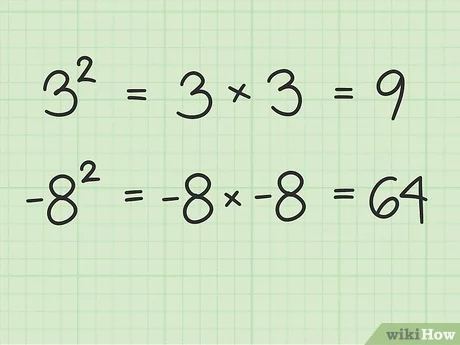 3² = 3 × 3 = 9
-8² = -8 × -8 = 64
wikiHow